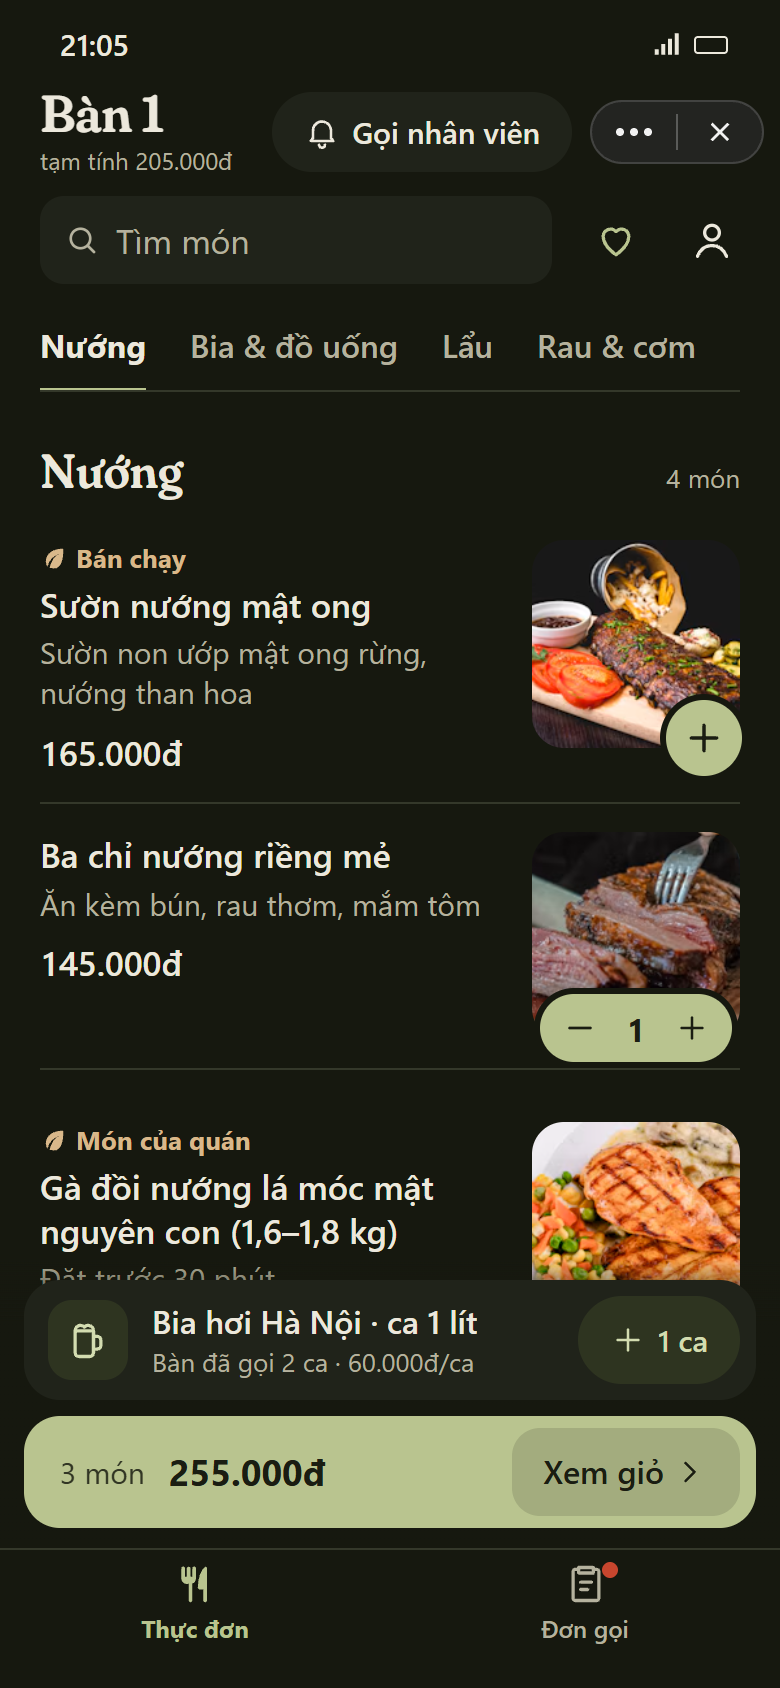 21:05
Bàn 1
tạm tính 205.000đ
Gọi nhân viên
Tìm món
Nướng
Bia & đồ uống
Lẩu
Rau & cơm
Nướng
4 món
Bán chạy
Sườn nướng mật ong
Sườn non ướp mật ong rừng,
nướng than hoa
165.000đ
Ba chỉ nướng riềng mẻ
Ăn kèm bún, rau thơm, mắm tôm
145.000đ
1
Món của quán
Gà đồi nướng lá móc mật
nguyên con (1,6–1,8 kg)
Đặt trước 30 phút
Bia hơi Hà Nội · ca 1 lít
Bàn đã gọi 2 ca · 60.000đ/ca
+ 1 ca
3 món 255.000đ
Xem giỏ
Thực đơn
Đơn gọi